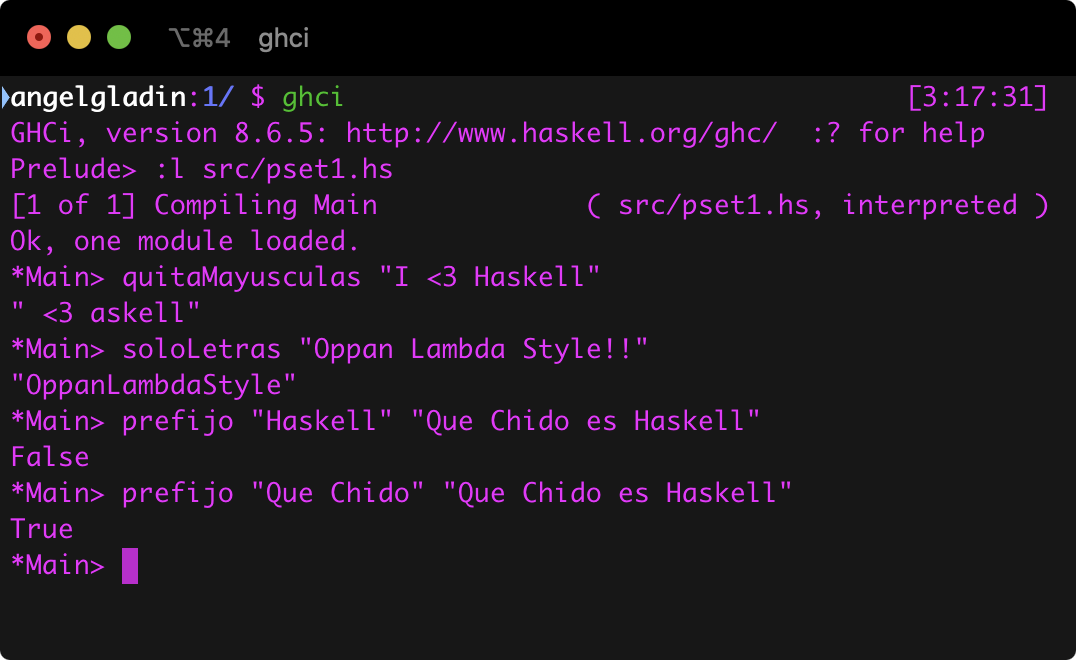 ⌥⌘4 ghci
angelgladin:1/ $ ghci [3:17:31]
GHCi, version 8.6.5: http://www.haskell.org/ghc/  :? for help
Prelude> :l src/pset1.hs
[1 of 1] Compiling Main             ( src/pset1.hs, interpreted )
Ok, one module loaded.
*Main> quitaMayusculas "I <3 Haskell"
" <3 askell"
*Main> soloLetras "Oppan Lambda Style!!"
"OppanLambdaStyle"
*Main> prefijo "Haskell" "Que Chido es Haskell"
False
*Main> prefijo "Que Chido" "Que Chido es Haskell"
True
*Main>